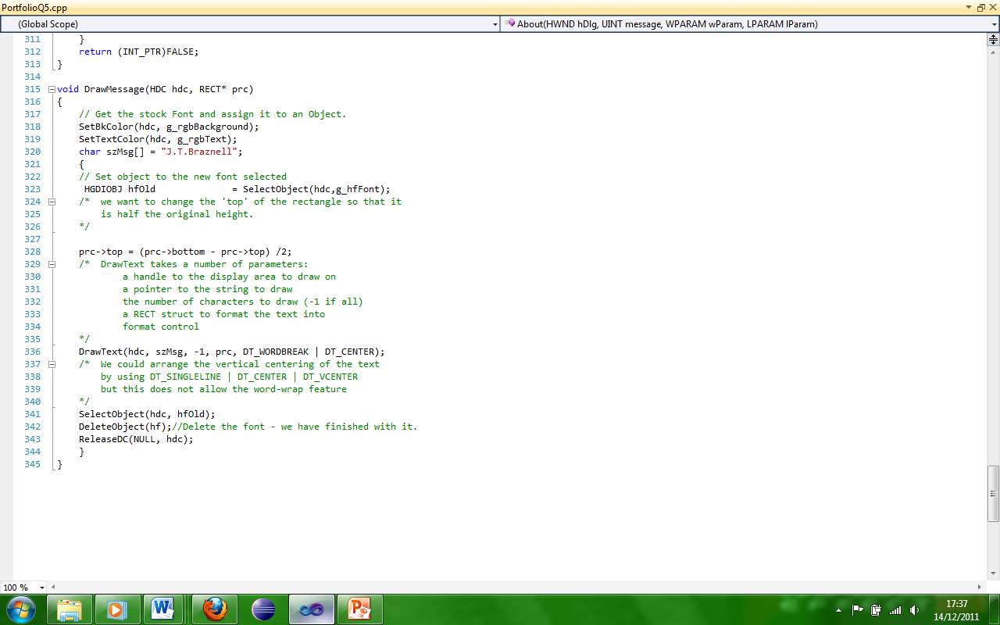 PortfolioQ5.cpp
(Global Scope)
About(HWND hDlg, UINT message, WPARAM wParam, LPARAM lParam)
311     }
312     return (INT_PTR)FALSE;
313 }
314
315 void DrawMessage(HDC hdc, RECT* prc)
316 {
317     // Get the stock Font and assign it to an Object.
318     SetBkColor(hdc, g_rgbBackground);
319     SetTextColor(hdc, g_rgbText);
320     char szMsg[] = "J.T.Braznell";
321     {
322     // Set object to the new font selected
323      HGDIOBJ hfOld              = SelectObject(hdc,g_hfFont);
324     /*  we want to change the 'top' of the rectangle so that it
325         is half the original height.
326     */
327
328     prc->top = (prc->bottom - prc->top) /2;
329     /*  DrawText takes a number of parameters:
330             a handle to the display area to draw on
331             a pointer to the string to draw
332             the number of characters to draw (-1 if all)
333             a RECT struct to format the text into
334             format control
335     */
336     DrawText(hdc, szMsg, -1, prc, DT_WORDBREAK | DT_CENTER);
337     /*  We could arrange the vertical centering of the text
338         by using DT_SINGLELINE | DT_CENTER | DT_VCENTER
339         but this does not allow the word-wrap feature
340     */
341     SelectObject(hdc, hfOld);
342     DeleteObject(hf);//Delete the font - we have finished with it.
343     ReleaseDC(NULL, hdc);
344     }
345 }
100 %
17:37
14/12/2011